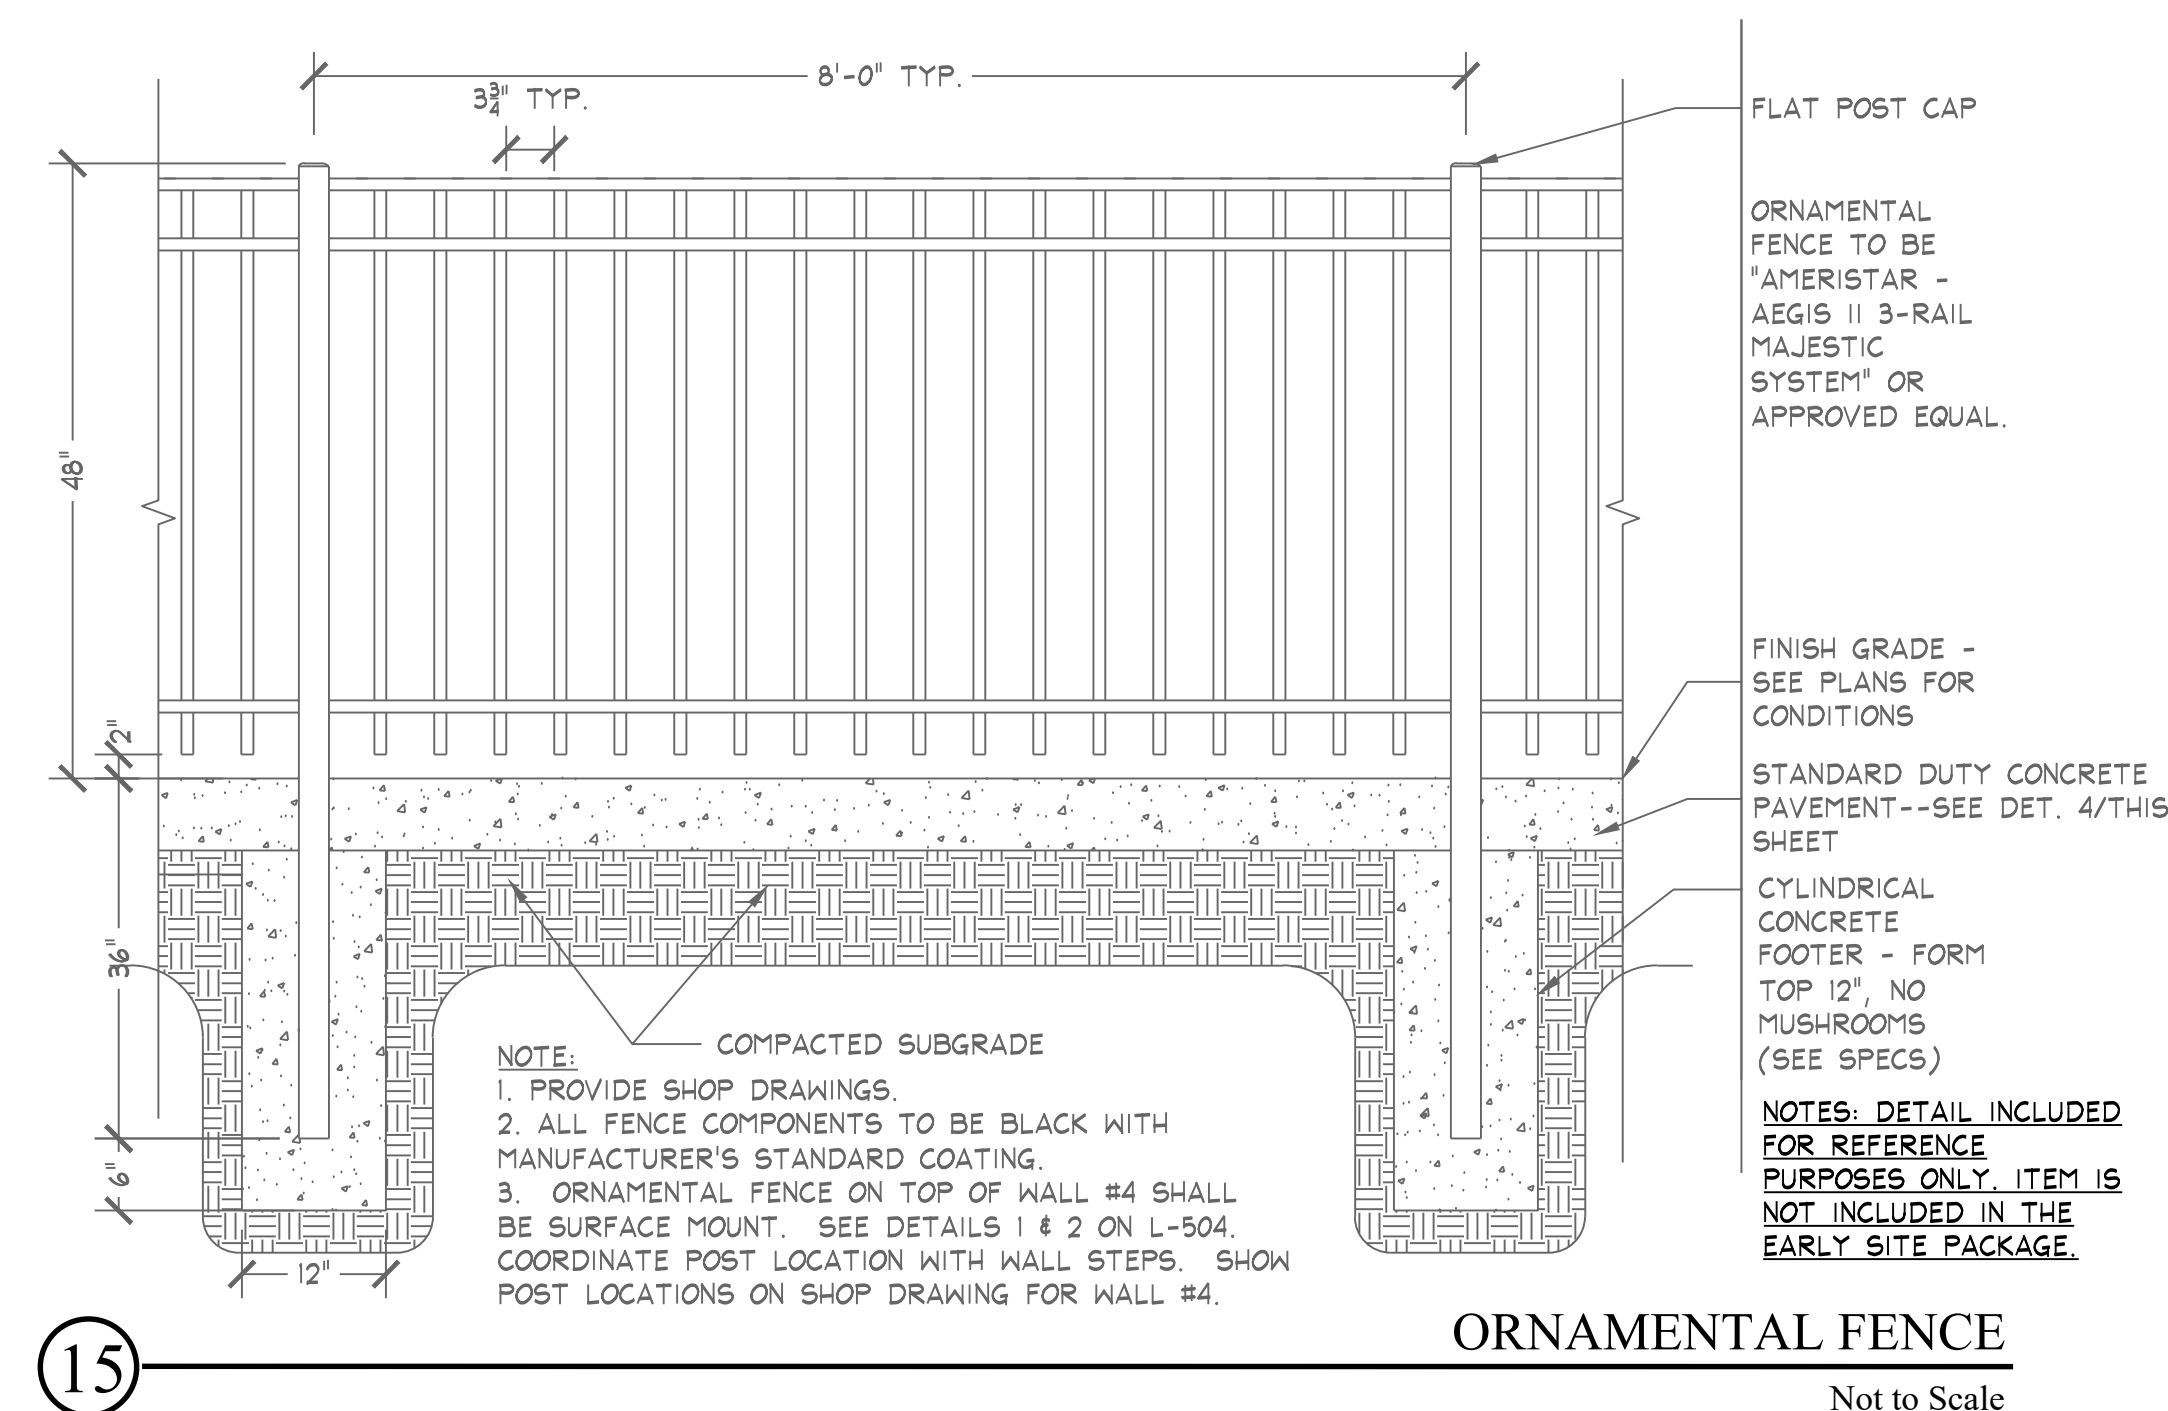 8'-0" TYP.
3 3/4" TYP.
FLAT POST CAP
ORNAMENTAL
FENCE TO BE
"AMERISTAR -
AEGIS II 3-RAIL
MAJESTIC
SYSTEM" OR
APPROVED EQUAL.
48"
FINISH GRADE -
SEE PLANS FOR
CONDITIONS
2"
STANDARD DUTY CONCRETE
PAVEMENT--SEE DET. 4/THIS
SHEET
CYLINDRICAL
CONCRETE
FOOTER - FORM
TOP 12", NO
MUSHROOMS
(SEE SPECS)
36"
COMPACTED SUBGRADE
NOTE:
1. PROVIDE SHOP DRAWINGS.
2. ALL FENCE COMPONENTS TO BE BLACK WITH
MANUFACTURER'S STANDARD COATING.
3. ORNAMENTAL FENCE ON TOP OF WALL #4 SHALL
BE SURFACE MOUNT. SEE DETAILS 1 & 2 ON L-504.
COORDINATE POST LOCATION WITH WALL STEPS. SHOW
POST LOCATIONS ON SHOP DRAWING FOR WALL #4.
NOTES: DETAIL INCLUDED
FOR REFERENCE
PURPOSES ONLY. ITEM IS
NOT INCLUDED IN THE
EARLY SITE PACKAGE.
6"
12"
15
ORNAMENTAL FENCE
Not to Scale